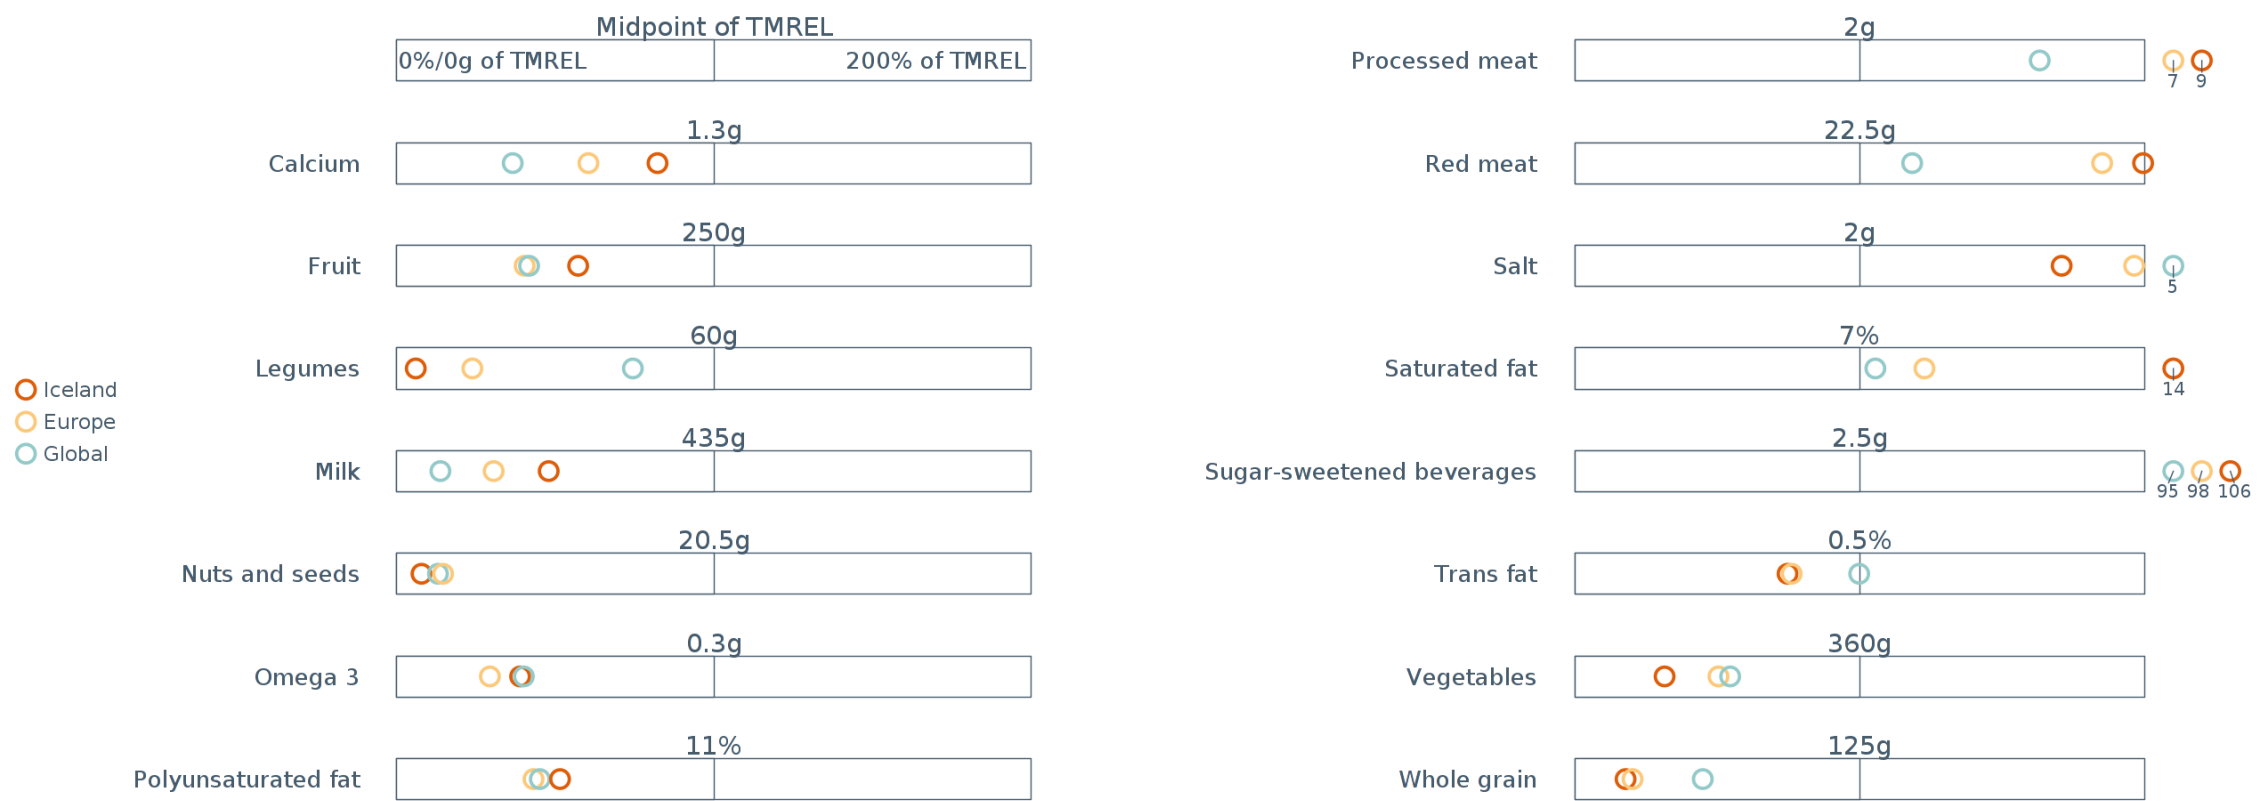 Midpoint of TMREL
0%/0g of TMREL 200% of TMREL
Calcium 1.3g
Fruit 250g
Legumes 60g
Milk 435g
Nuts and seeds 20.5g
Omega 3 0.3g
Polyunsaturated fat 11%
Iceland
Europe
Global
Processed meat 2g
7 9
Red meat 22.5g
Salt 2g
5
Saturated fat 7%
14
Sugar-sweetened beverages 2.5g
95 98 106
Trans fat 0.5%
Vegetables 360g
Whole grain 125g